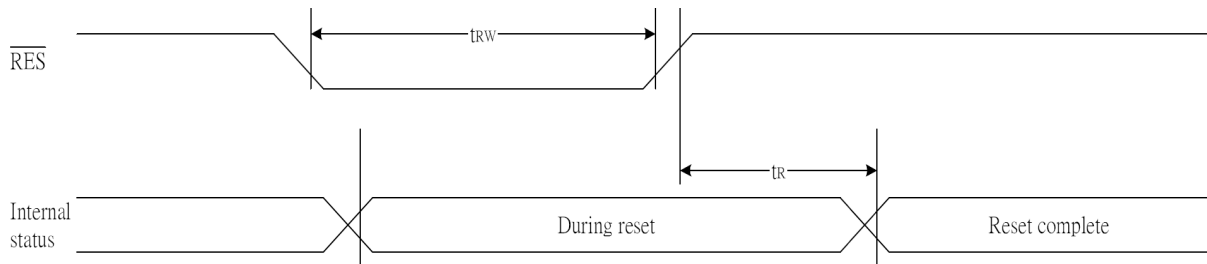 RES
tRW
tR
Internal
status
During reset
Reset complete